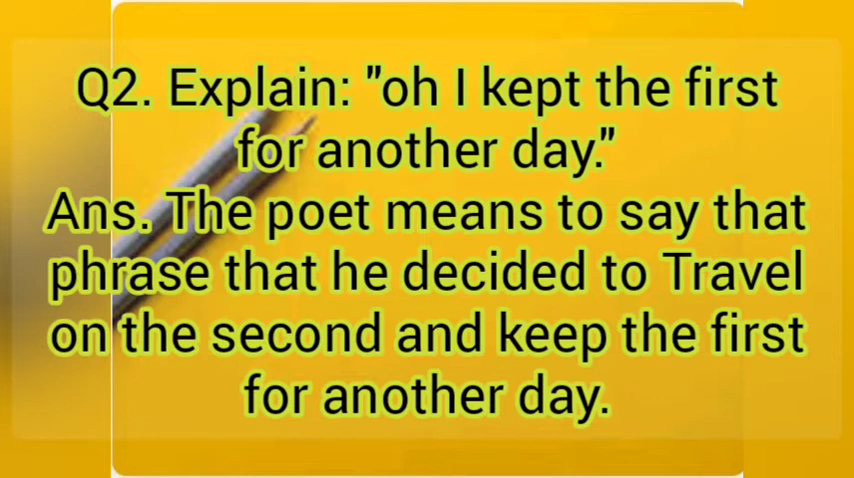 Q2. Explain: "oh I kept the first
for another day."
Ans. The poet means to say that
phrase that he decided to Travel
on the second and keep the first
for another day.